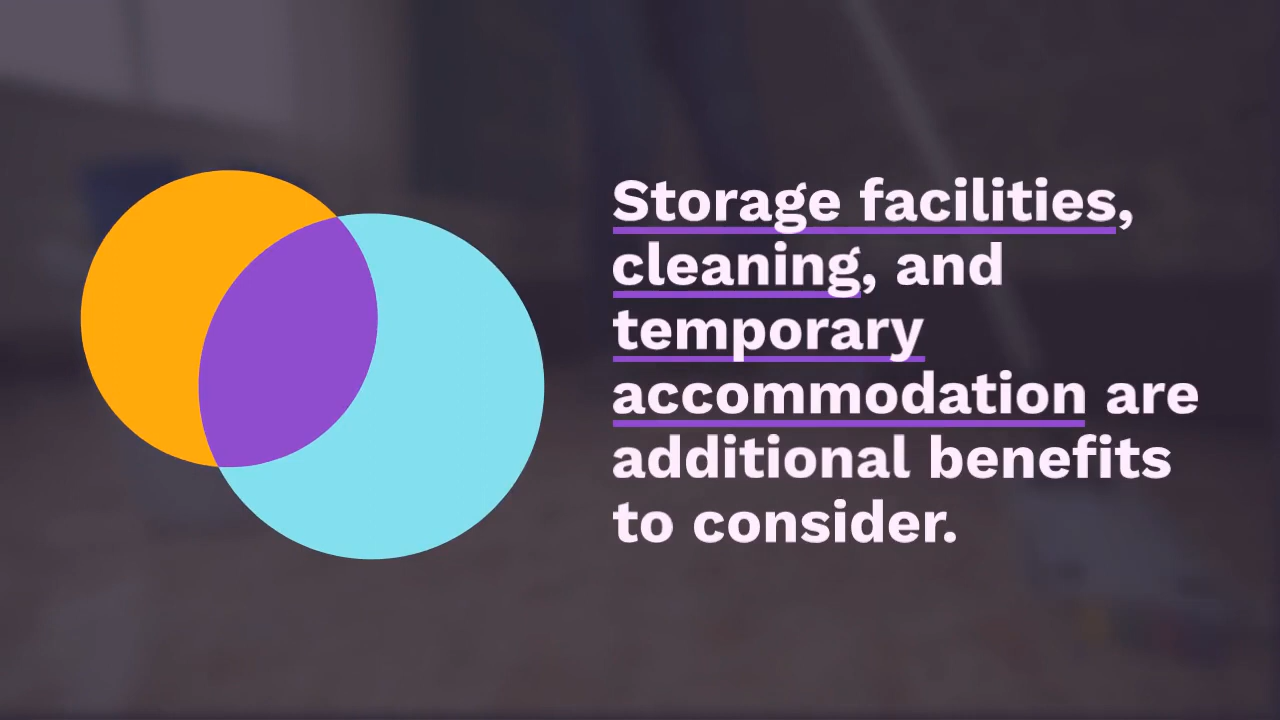 Storage facilities,
cleaning, and
temporary
accommodation are
additional benefits
to consider.